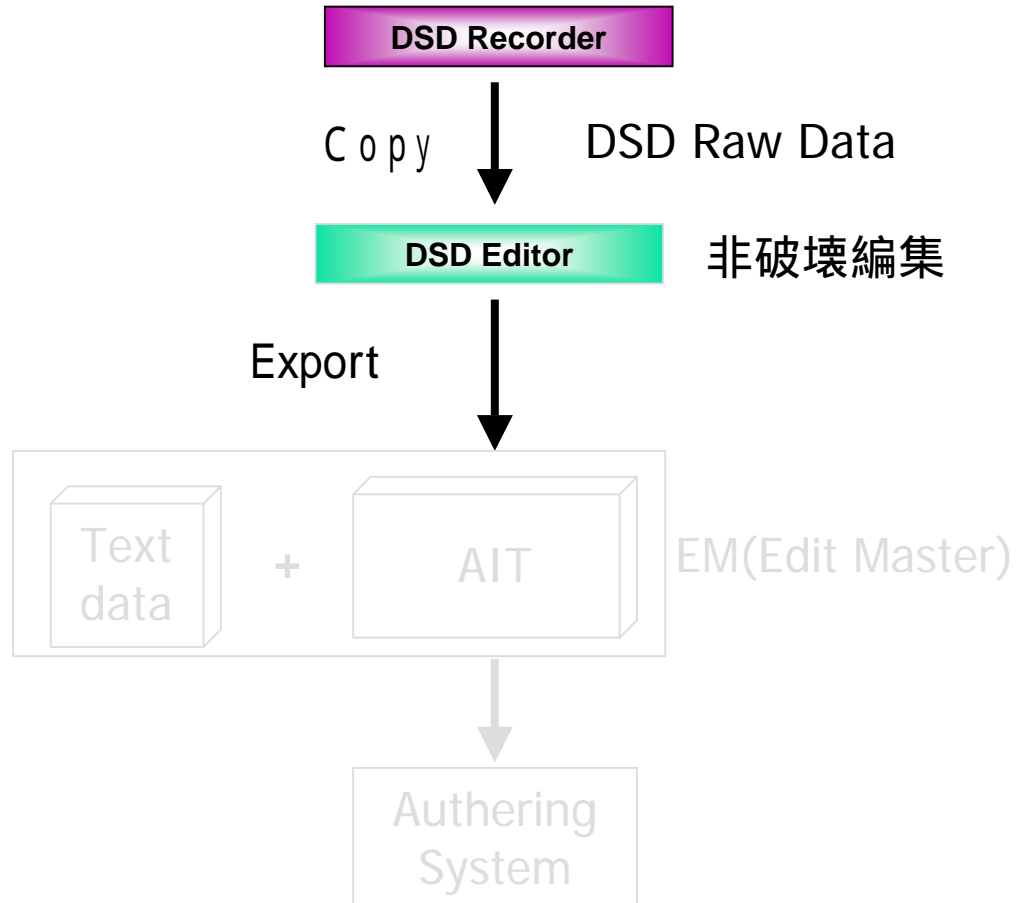 DSD Recorder
Copy
DSD Raw Data
DSD Editor
非破壊編集
Export
Text
data
+
AIT
EM(Edit Master)
Authering
System